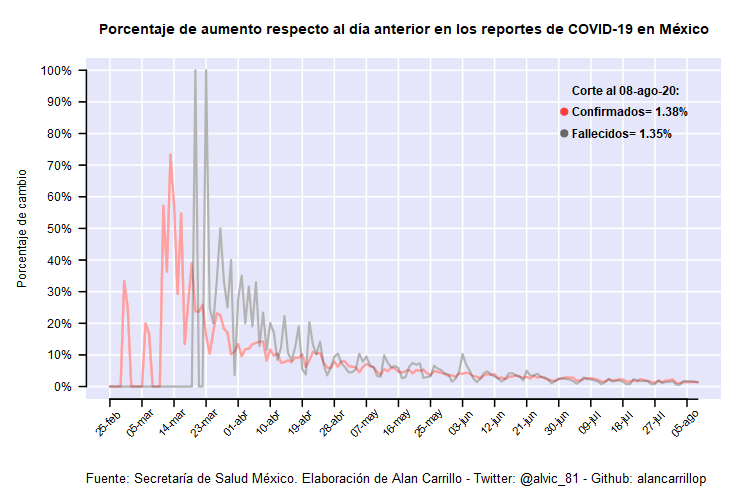 Porcentaje de aumento respecto al día anterior en los reportes de COVID-19 en México
Corte al 08-ago-20:
Confirmados= 1.38%
Fallecidos= 1.35%
Porcentaje de cambio
100%
90%
80%
70%
60%
50%
40%
30%
20%
10%
0%
25-feb
05-mar
14-mar
23-mar
01-abr
10-abr
19-abr
28-abr
07-may
16-may
25-may
03-jun
12-jun
21-jun
30-jun
09-jul
18-jul
27-jul
05-ago
Fuente: Secretaría de Salud México. Elaboración de Alan Carrillo - Twitter: @alvic_81 - Github: alancarrillop